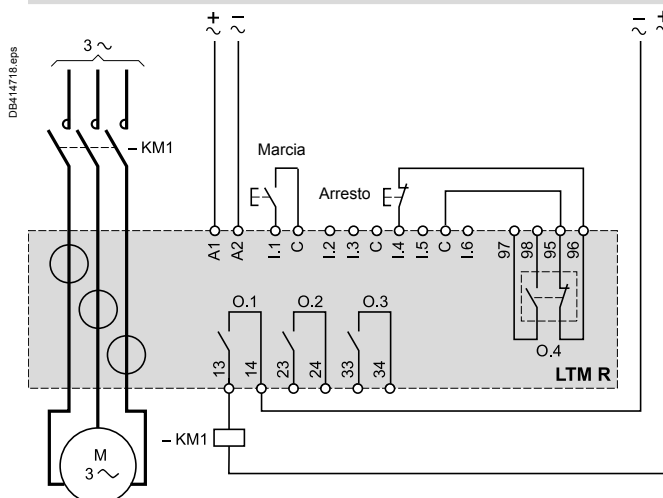 DB414718.eps
+ − − +
3
– KM1
Marcia
Arresto
A1 A2 I.1 C I.2 I.3 C I.4 I.5 C I.6 97 98 95 96
O.1 O.2 O.3
O.4
13 14 23 24 33 34
LTM R
– KM1
M
3